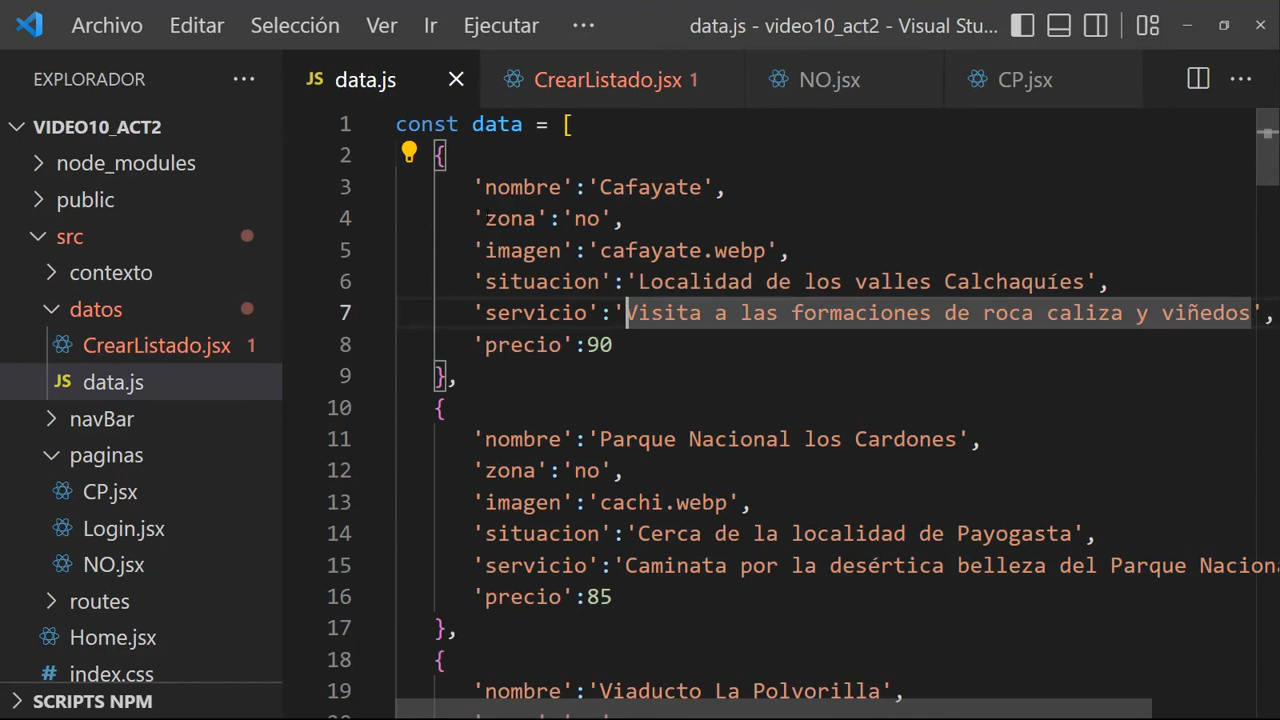 Archivo Editar Selección Ver Ir Ejecutar ··· data.js - video10_act2 - Visual Stu...
EXPLORADOR ···
JS data.js
CrearListado.jsx 1
NO.jsx
CP.jsx
VIDEO10_ACT2
node_modules
public
src
contexto
datos
CrearListado.jsx 1
JS data.js
navBar
paginas
CP.jsx
Login.jsx
NO.jsx
routes
Home.jsx
# index.css
SCRIPTS NPM
1 const data = [
2 {
3 'nombre':'Cafayate',
4 'zona':'no',
5 'imagen':'cafayate.webp',
6 'situacion':'Localidad de los valles Calchaquíes',
7 'servicio':'Visita a las formaciones de roca caliza y viñedos',
8 'precio':90
9 },
10 {
11 'nombre':'Parque Nacional los Cardones',
12 'zona':'no',
13 'imagen':'cachi.webp',
14 'situacion':'Cerca de la localidad de Payogasta',
15 'servicio':'Caminata por la desértica belleza del Parque Naciona
16 'precio':85
17 },
18 {
19 'nombre':'Viaducto La Polvorilla',